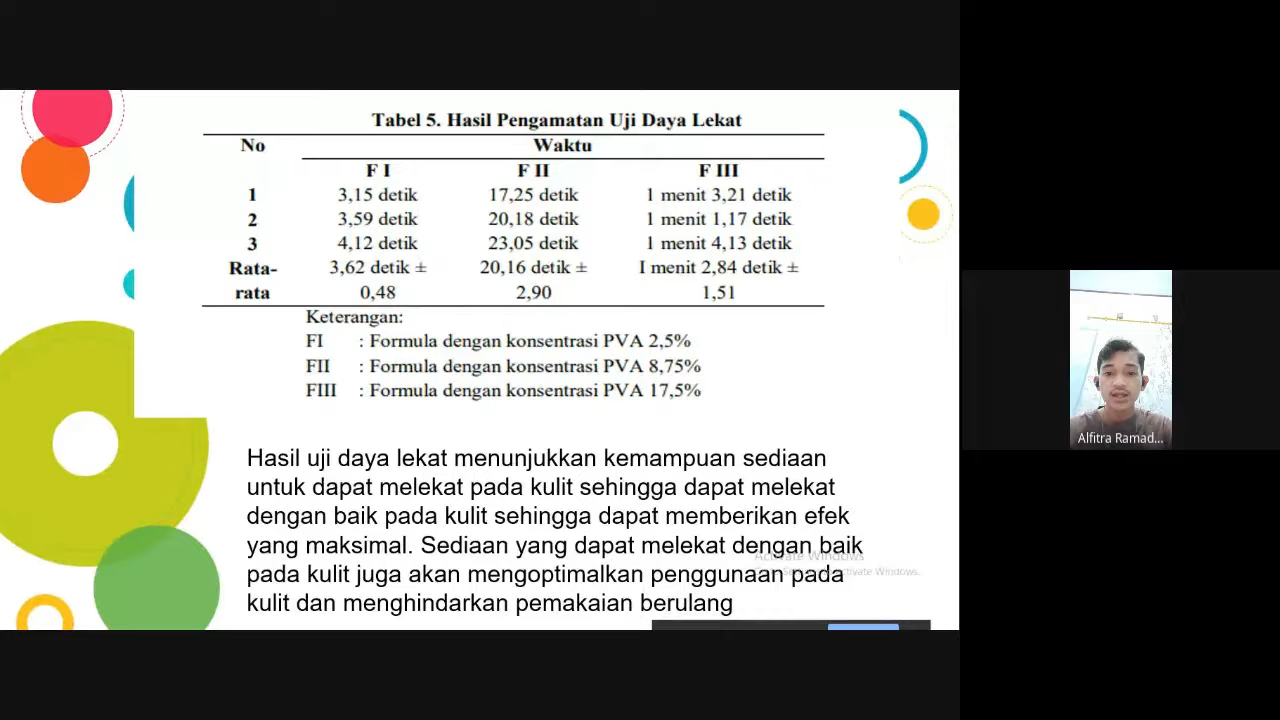 Tabel 5. Hasil Pengamatan Uji Daya Lekat
No Waktu
F I F II F III
1 3,15 detik 17,25 detik 1 menit 3,21 detik
2 3,59 detik 20,18 detik 1 menit 1,17 detik
3 4,12 detik 23,05 detik 1 menit 4,13 detik
Rata- 3,62 detik ± 20,16 detik ± I menit 2,84 detik ±
rata 0,48 2,90 1,51
Keterangan:
FI : Formula dengan konsentrasi PVA 2,5%
FII : Formula dengan konsentrasi PVA 8,75%
FIII : Formula dengan konsentrasi PVA 17,5%
Hasil uji daya lekat menunjukkan kemampuan sediaan
untuk dapat melekat pada kulit sehingga dapat melekat
dengan baik pada kulit sehingga dapat memberikan efek
yang maksimal. Sediaan yang dapat melekat dengan baik
pada kulit juga akan mengoptimalkan penggunaan pada
kulit dan menghindarkan pemakaian berulang
Activate Windows
Activate Windows.
Alfitra Ramad...